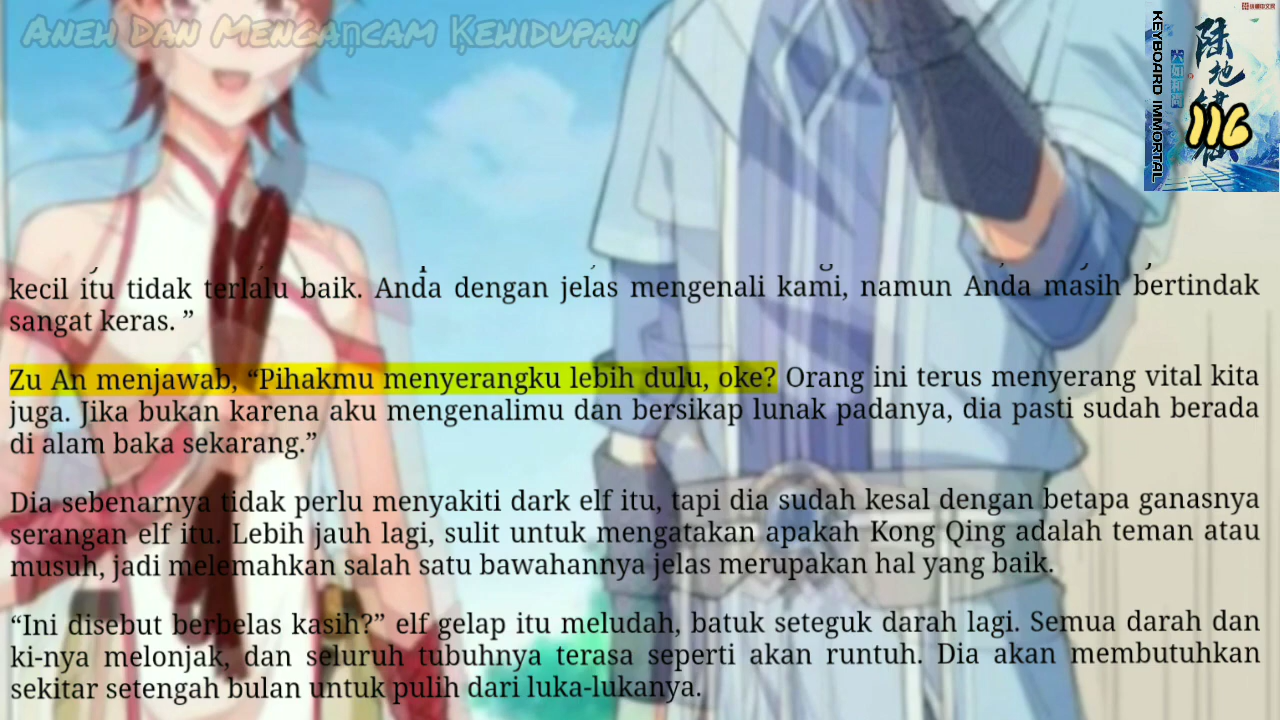 Aneh Dan Mengancam Kehidupan
KEYBOARD IMMORTAL
116
kecil itu tidak terlalu baik. Anda dengan jelas mengenali kami, namun Anda masih bertindak
sangat keras. ”
Zu An menjawab, “Pihakmu menyerangku lebih dulu, oke? Orang ini terus menyerang vital kita
juga. Jika bukan karena aku mengenalimu dan bersikap lunak padanya, dia pasti sudah berada
di alam baka sekarang.”
Dia sebenarnya tidak perlu menyakiti dark elf itu, tapi dia sudah kesal dengan betapa ganasnya
serangan elf itu. Lebih jauh lagi, sulit untuk mengatakan apakah Kong Qing adalah teman atau
musuh, jadi melemahkan salah satu bawahannya jelas merupakan hal yang baik.
“Ini disebut berbelas kasih?” elf gelap itu meludah, batuk seteguk darah lagi. Semua darah dan
ki-nya melonjak, dan seluruh tubuhnya terasa seperti akan runtuh. Dia akan membutuhkan
sekitar setengah bulan untuk pulih dari luka-lukanya.